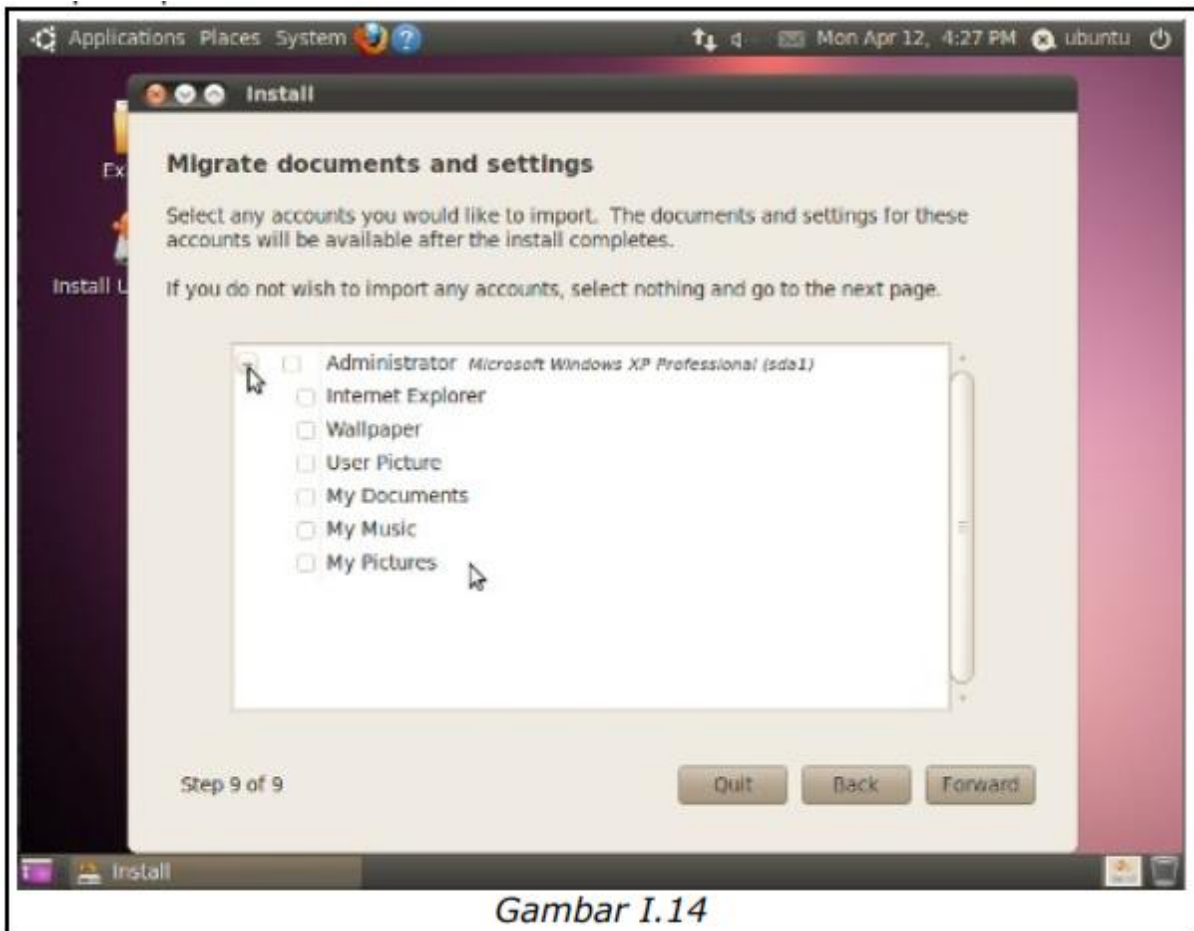 Applications Places System ? Mon Apr 12, 4:27 PM ubuntu
Install
Ex
Migrate documents and settings
Select any accounts you would like to import. The documents and settings for these
accounts will be available after the install completes.
Install U
If you do not wish to import any accounts, select nothing and go to the next page.
Administrator Microsoft Windows XP Professional (sda1)
Internet Explorer
Wallpaper
User Picture
My Documents
My Music
My Pictures
Step 9 of 9
Quit Back Forward
Install
Gambar I.14